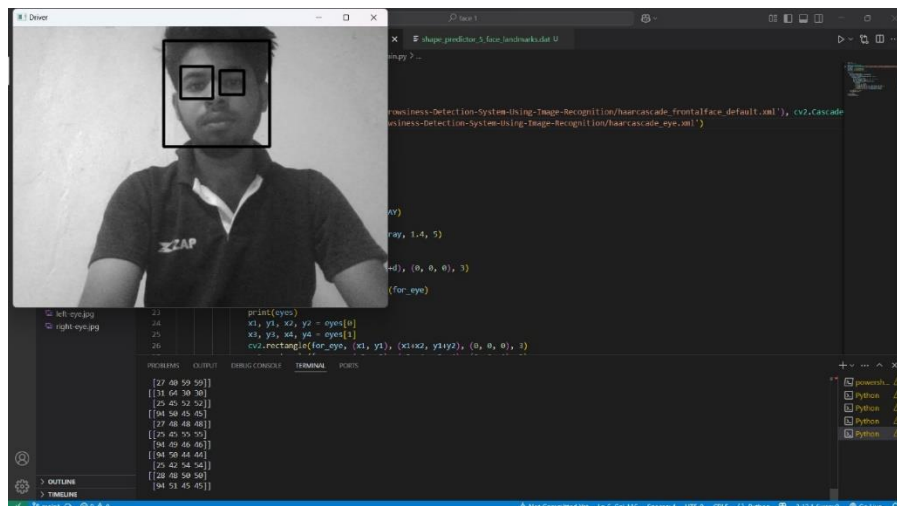 Driver
face 1
shape_predictor_5_face_landmarks.dat U
rowsiness-Detection-System-Using-Image-Recognition/haarcascade_frontalface_default.xml'), cv2.Cascade
wsiness-Detection-System-Using-Image-Recognition/haarcascade_eye.xml')
AY)
ray, 1.4, 5)
+d), (0, 0, 0), 3)
(for_eye)
ZAP
left-eye.jpg
right-eye.jpg
23 print(eyes)
24 x1, y1, x2, y2 = eyes[0]
25 x3, y3, x4, y4 = eyes[1]
26 cv2.rectangle(for_eye, (x1, y1), (x1+x2, y1+y2), (0, 0, 0), 3)
PROBLEMS OUTPUT DEBUG CONSOLE TERMINAL PORTS
[27 40 59 59]]
[[31 64 30 30]
[25 45 52 52]]
[[94 50 45 45]
[27 48 48 48]]
[[25 45 55 55]
[94 49 46 46]]
[[94 50 44 44]
[25 42 54 54]]
[[28 48 50 50]
[94 51 45 45]]
powersh...
Python
Python
Python
Python
OUTLINE
TIMELINE